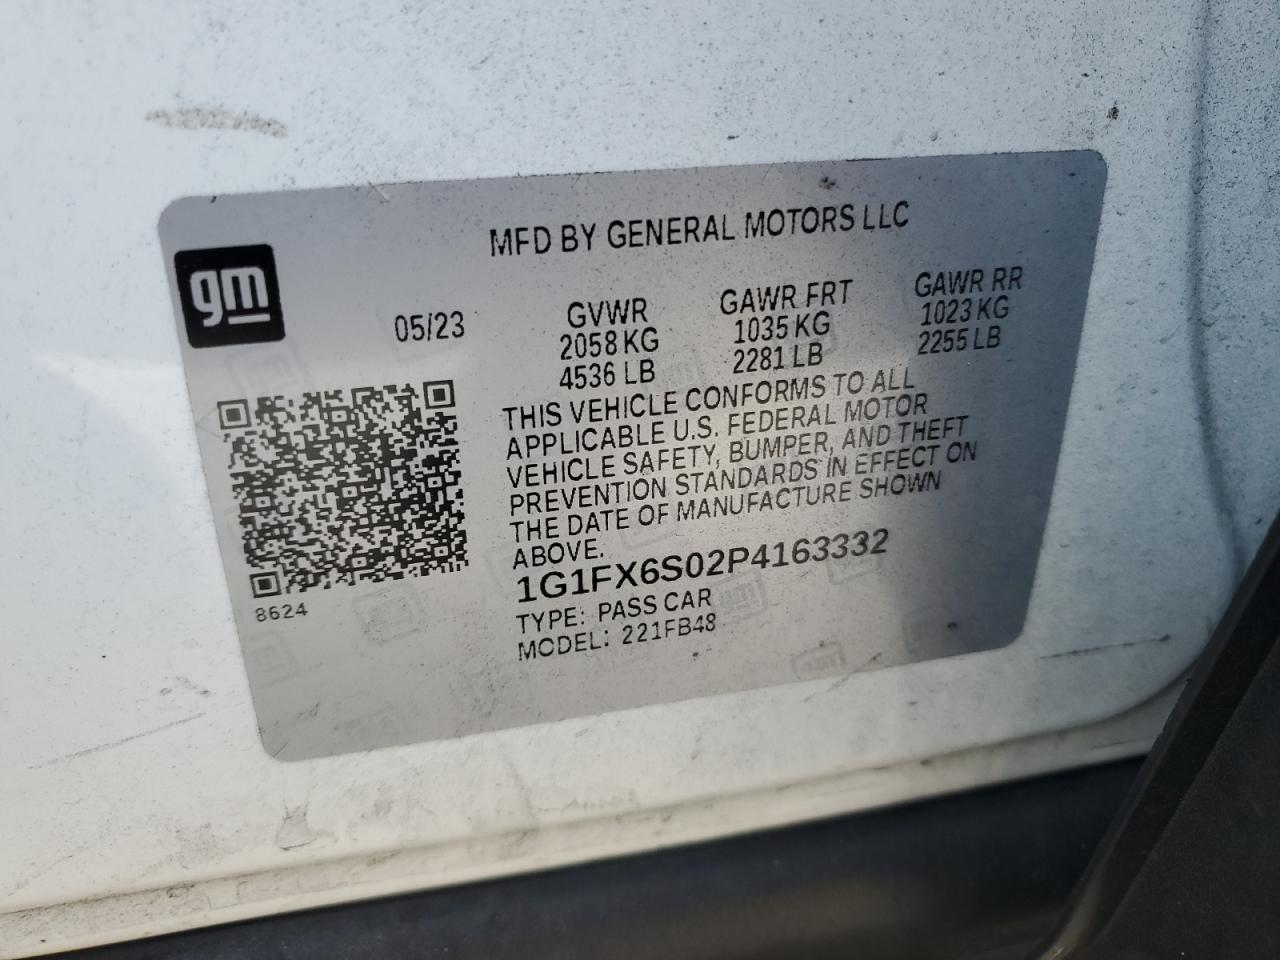 gm
MFD BY GENERAL MOTORS LLC
05/23
GVWR
2058 KG
4536 LB
GAWR FRT
1035 KG
2281 LB
GAWR RR
1023 KG
2255 LB
THIS VEHICLE CONFORMS TO ALL
APPLICABLE U.S. FEDERAL MOTOR
VEHICLE SAFETY, BUMPER, AND THEFT
PREVENTION STANDARDS IN EFFECT ON
THE DATE OF MANUFACTURE SHOWN
ABOVE.
1G1FX6S02P4163332
TYPE: PASS CAR
MODEL: 221FB48
8624